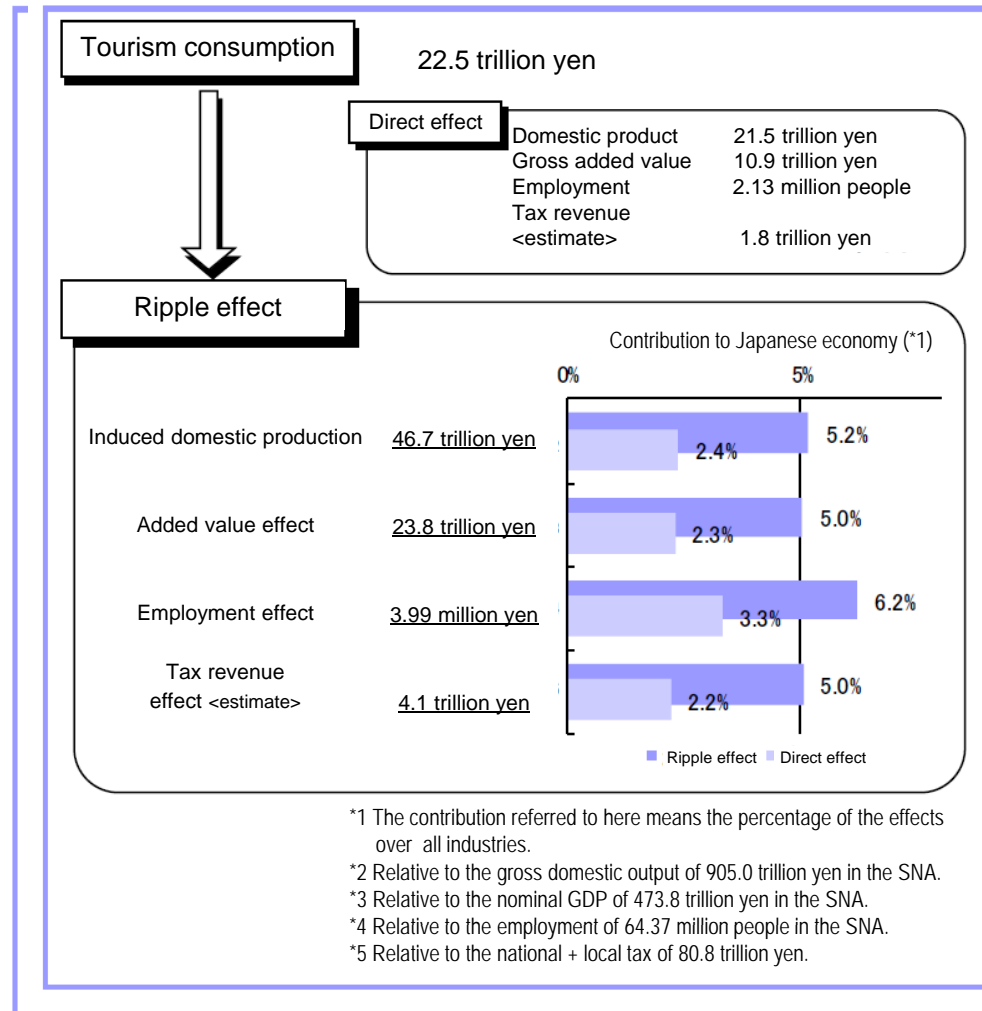 Tourism consumption
22.5 trillion yen
Direct effect
Domestic product 21.5 trillion yen
Gross added value 10.9 trillion yen
Employment 2.13 million people
Tax revenue
<estimate> 1.8 trillion yen
Ripple effect
Contribution to Japanese economy (*1)
0% 5%
Induced domestic production 46.7 trillion yen 2.4% 5.2%
Added value effect 23.8 trillion yen 2.3% 5.0%
Employment effect 3.99 million yen 3.3% 6.2%
Tax revenue
effect <estimate> 4.1 trillion yen 2.2% 5.0%
Ripple effect Direct effect
*1 The contribution referred to here means the percentage of the effects
over all industries.
*2 Relative to the gross domestic output of 905.0 trillion yen in the SNA.
*3 Relative to the nominal GDP of 473.8 trillion yen in the SNA.
*4 Relative to the employment of 64.37 million people in the SNA.
*5 Relative to the national + local tax of 80.8 trillion yen.